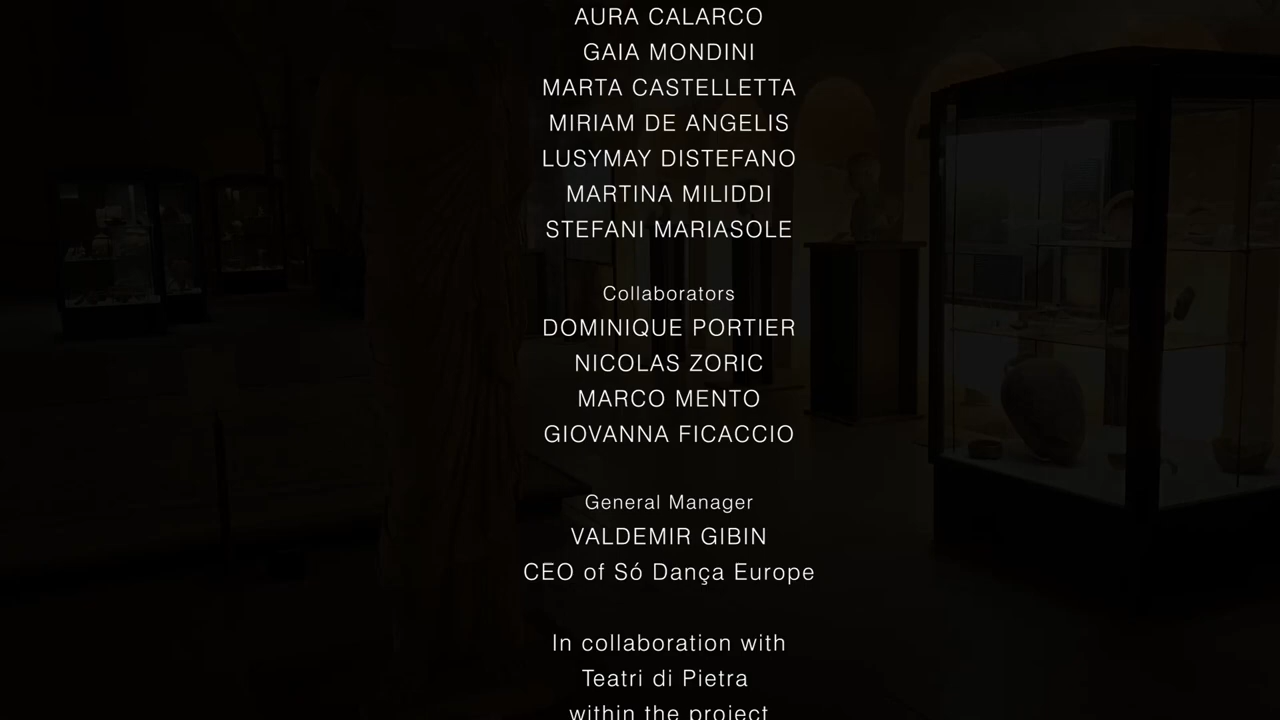 AURA CALARCO
GAIA MONDINI
MARTA CASTELLETTA
MIRIAM DE ANGELIS
LUSYMAY DISTEFANO
MARTINA MILIDDI
STEFANI MARIASOLE
Collaborators
DOMINIQUE PORTIER
NICOLAS ZORIC
MARCO MENTO
GIOVANNA FICACCIO
General Manager
VALDEMIR GIBIN
CEO of Só Dança Europe
In collaboration with
Teatri di Pietra
within the project